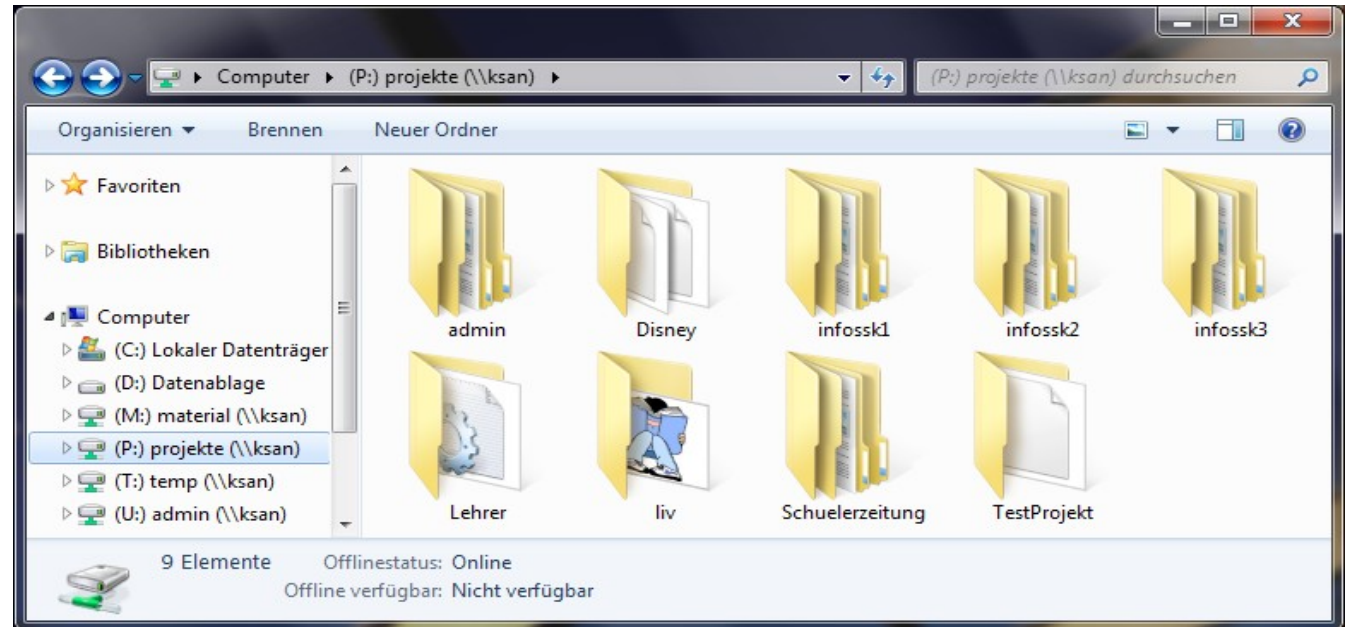 Computer ▸ (P:) projekte (\\ksan) ▸ (P:) projekte (\\ksan) durchsuchen
Organisieren Brennen Neuer Ordner
Favoriten
Bibliotheken
Computer
(C:) Lokaler Datenträger
(D:) Datenablage
(M:) material (\\ksan)
(P:) projekte (\\ksan)
(T:) temp (\\ksan)
(U:) admin (\\ksan)
admin Disney infossk1 infossk2 infossk3
Lehrer liv Schuelerzeitung TestProjekt
9 Elemente Offlinestatus: Online
Offline verfügbar: Nicht verfügbar